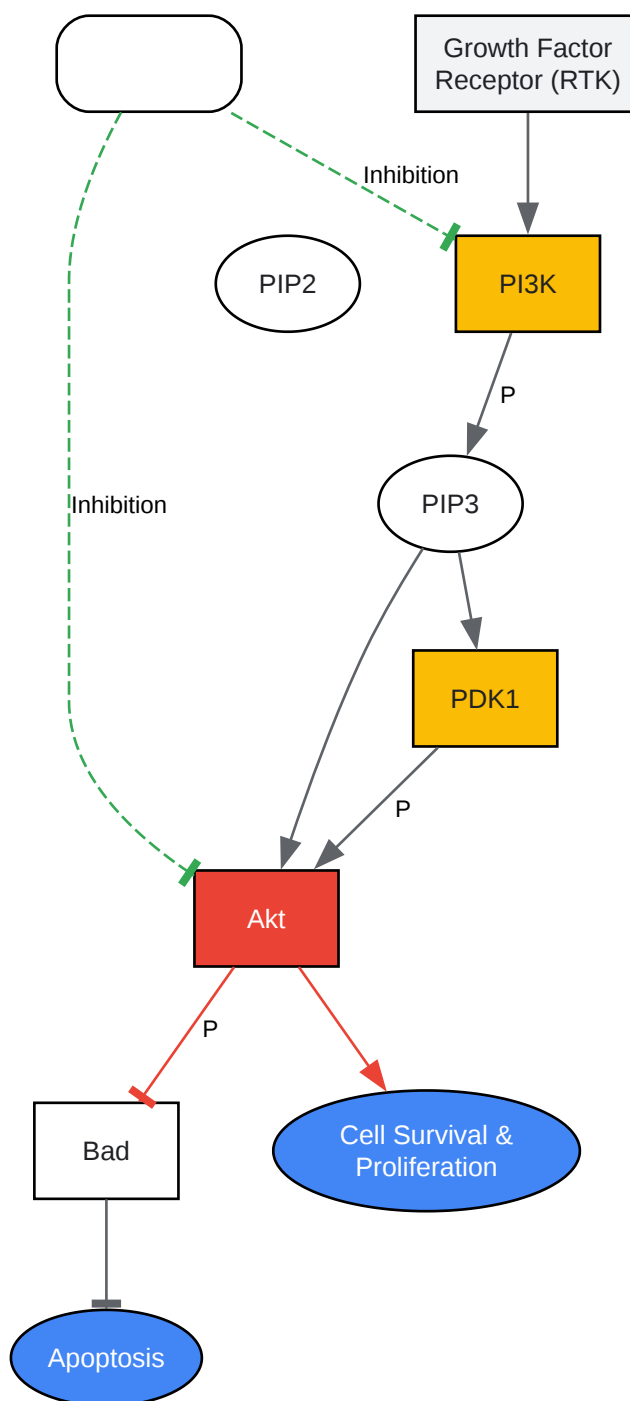 Growth Factor
Receptor (RTK)
Inhibition
PIP2
PI3K
P
PIP3
Inhibition
PDK1
P
Akt
P
Cell Survival &
Proliferation
Bad
Apoptosis